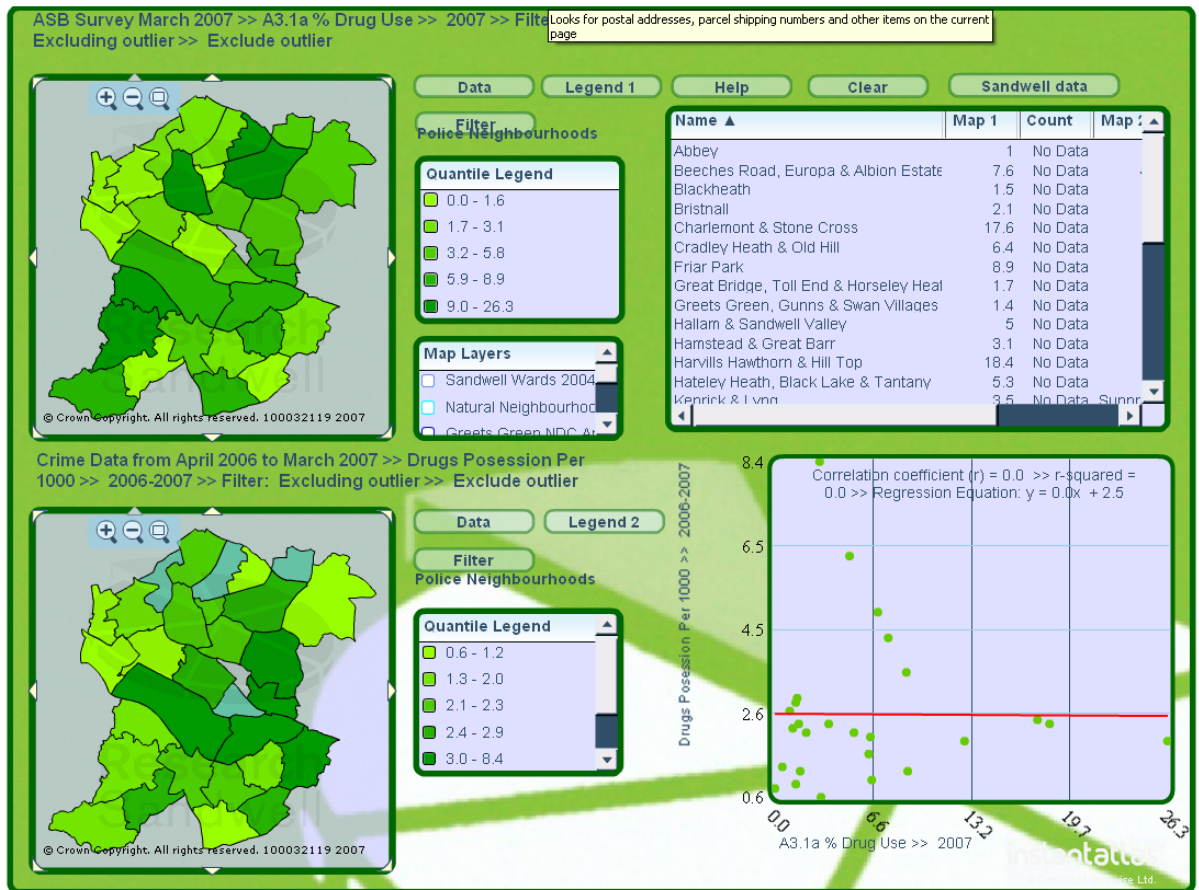 ASB Survey March 2007 >> A3.1a % Drug Use >> 2007 >> Filte
Excluding outlier >> Exclude outlier
Looks for postal addresses, parcel shipping numbers and other items on the current
page
Data
Legend 1
Help
Clear
Sandwell data
Filter
Police Neighbourhoods
Quantile Legend
0.0 - 1.6
1.7 - 3.1
3.2 - 5.8
5.9 - 8.9
9.0 - 26.3
Map Layers
Sandwell Wards 2004
Natural Neighbourhoo
Greets Green NDC Ar
Name ▲ Map 1 Count Map 2
Abbey 1 No Data
Beeches Road, Europa & Albion Estate 7.6 No Data
Blackheath 1.5 No Data
Bristnall 2.1 No Data
Charlemont & Stone Cross 17.6 No Data
Cradley Heath & Old Hill 6.4 No Data
Friar Park 8.9 No Data
Great Bridge, Toll End & Horseley Heat 1.7 No Data
Greets Green, Gunns & Swan Villages 1.4 No Data
Hallam & Sandwell Valley 5 No Data
Hamstead & Great Barr 3.1 No Data
Harvills Hawthorn & Hill Top 18.4 No Data
Hateley Heath, Black Lake & Tantany 5.3 No Data
Kenrick & Lyng 3.5 No Data Sunnr
Research
Sandwell
© Crown Copyright. All rights reserved. 100032119 2007
Crime Data from April 2006 to March 2007 >> Drugs Posession Per
1000 >> 2006-2007 >> Filter: Excluding outlier >> Exclude outlier
Data
Legend 2
Filter
Police Neighbourhoods
Quantile Legend
0.6 - 1.2
1.3 - 2.0
2.1 - 2.3
2.4 - 2.9
3.0 - 8.4
Research
Sandwell
© Crown Copyright. All rights reserved. 100032119 2007
Drugs Posession Per 1000 >> 2006-2007
Correlation coefficient (r) = 0.0 >> r-squared =
0.0 >> Regression Equation: y = 0.0x + 2.5
8.4
6.5
4.5
2.6
0.6
0.0 6.6 13.2 19.7 26.3
A3.1a % Drug Use >> 2007
instantatlas
Ltd.